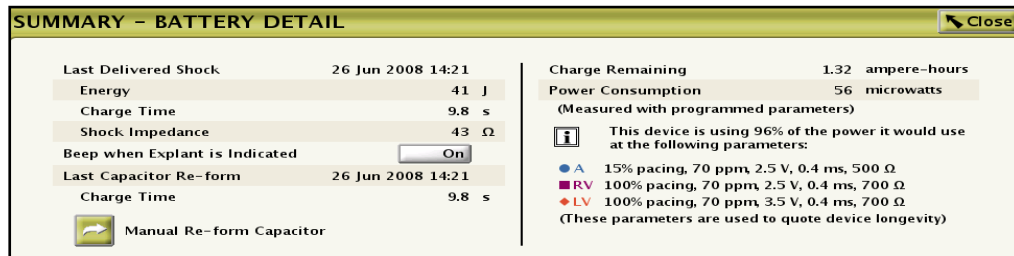 SUMMARY – BATTERY DETAIL
Close
Last Delivered Shock 26 Jun 2008 14:21
Energy 41 J
Charge Time 9.8 s
Shock Impedance 43 Ω
Beep when Explant is Indicated On
Last Capacitor Re-form 26 Jun 2008 14:21
Charge Time 9.8 s
Manual Re-form Capacitor
Charge Remaining 1.32 ampere-hours
Power Consumption 56 microwatts
(Measured with programmed parameters)
i This device is using 96% of the power it would use
at the following parameters:
A 15% pacing, 70 ppm, 2.5 V, 0.4 ms, 500 Ω
RV 100% pacing, 70 ppm, 2.5 V, 0.4 ms, 700 Ω
LV 100% pacing, 70 ppm, 3.5 V, 0.4 ms, 700 Ω
(These parameters are used to quote device longevity)